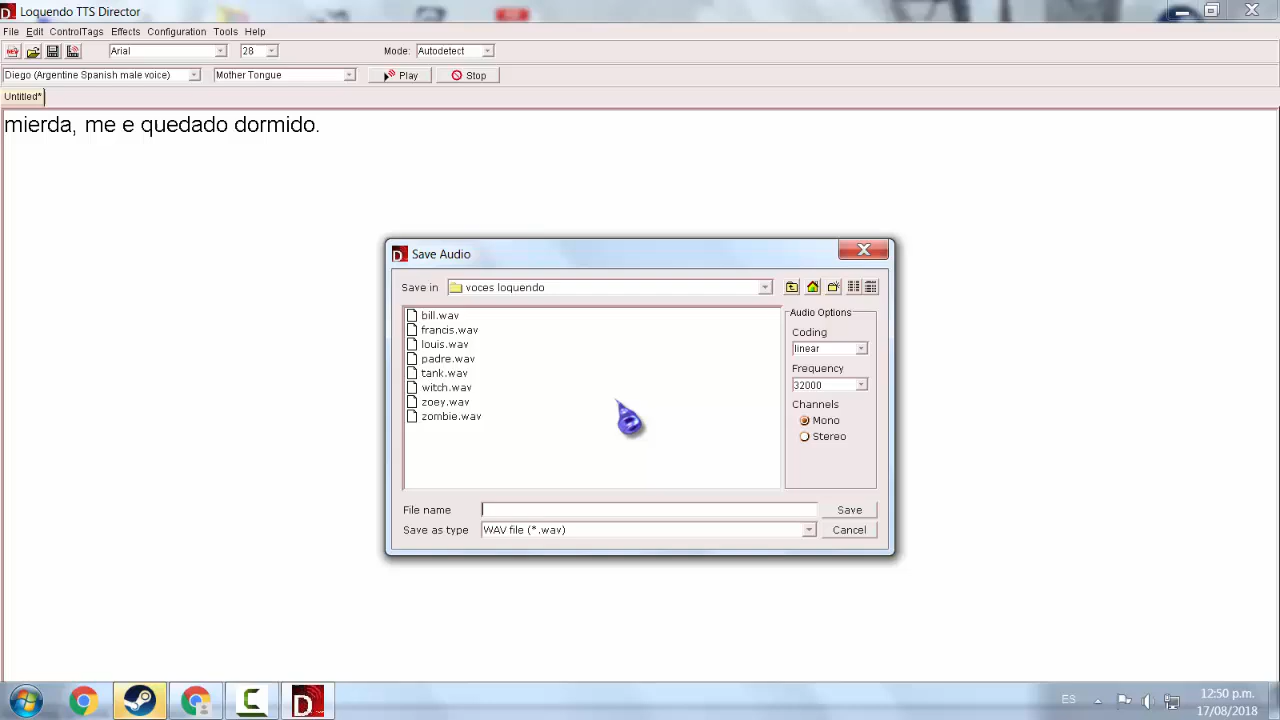 Loquendo TTS Director
File Edit ControlTags Effects Configuration Tools Help
Arial 28 Mode: Autodetect
Diego (Argentine Spanish male voice) Mother Tongue Play Stop
Untitled*
mierda, me e quedado dormido.
Save Audio
Save in voces loquendo
bill.wav
francis.wav
louis.wav
padre.wav
tank.wav
witch.wav
zoey.wav
zombie.wav
Audio Options
Coding
linear
Frequency
32000
Channels
Mono
Stereo
File name Save
Save as type WAV file (*.wav) Cancel
ES 12:50 p.m.
17/08/2018